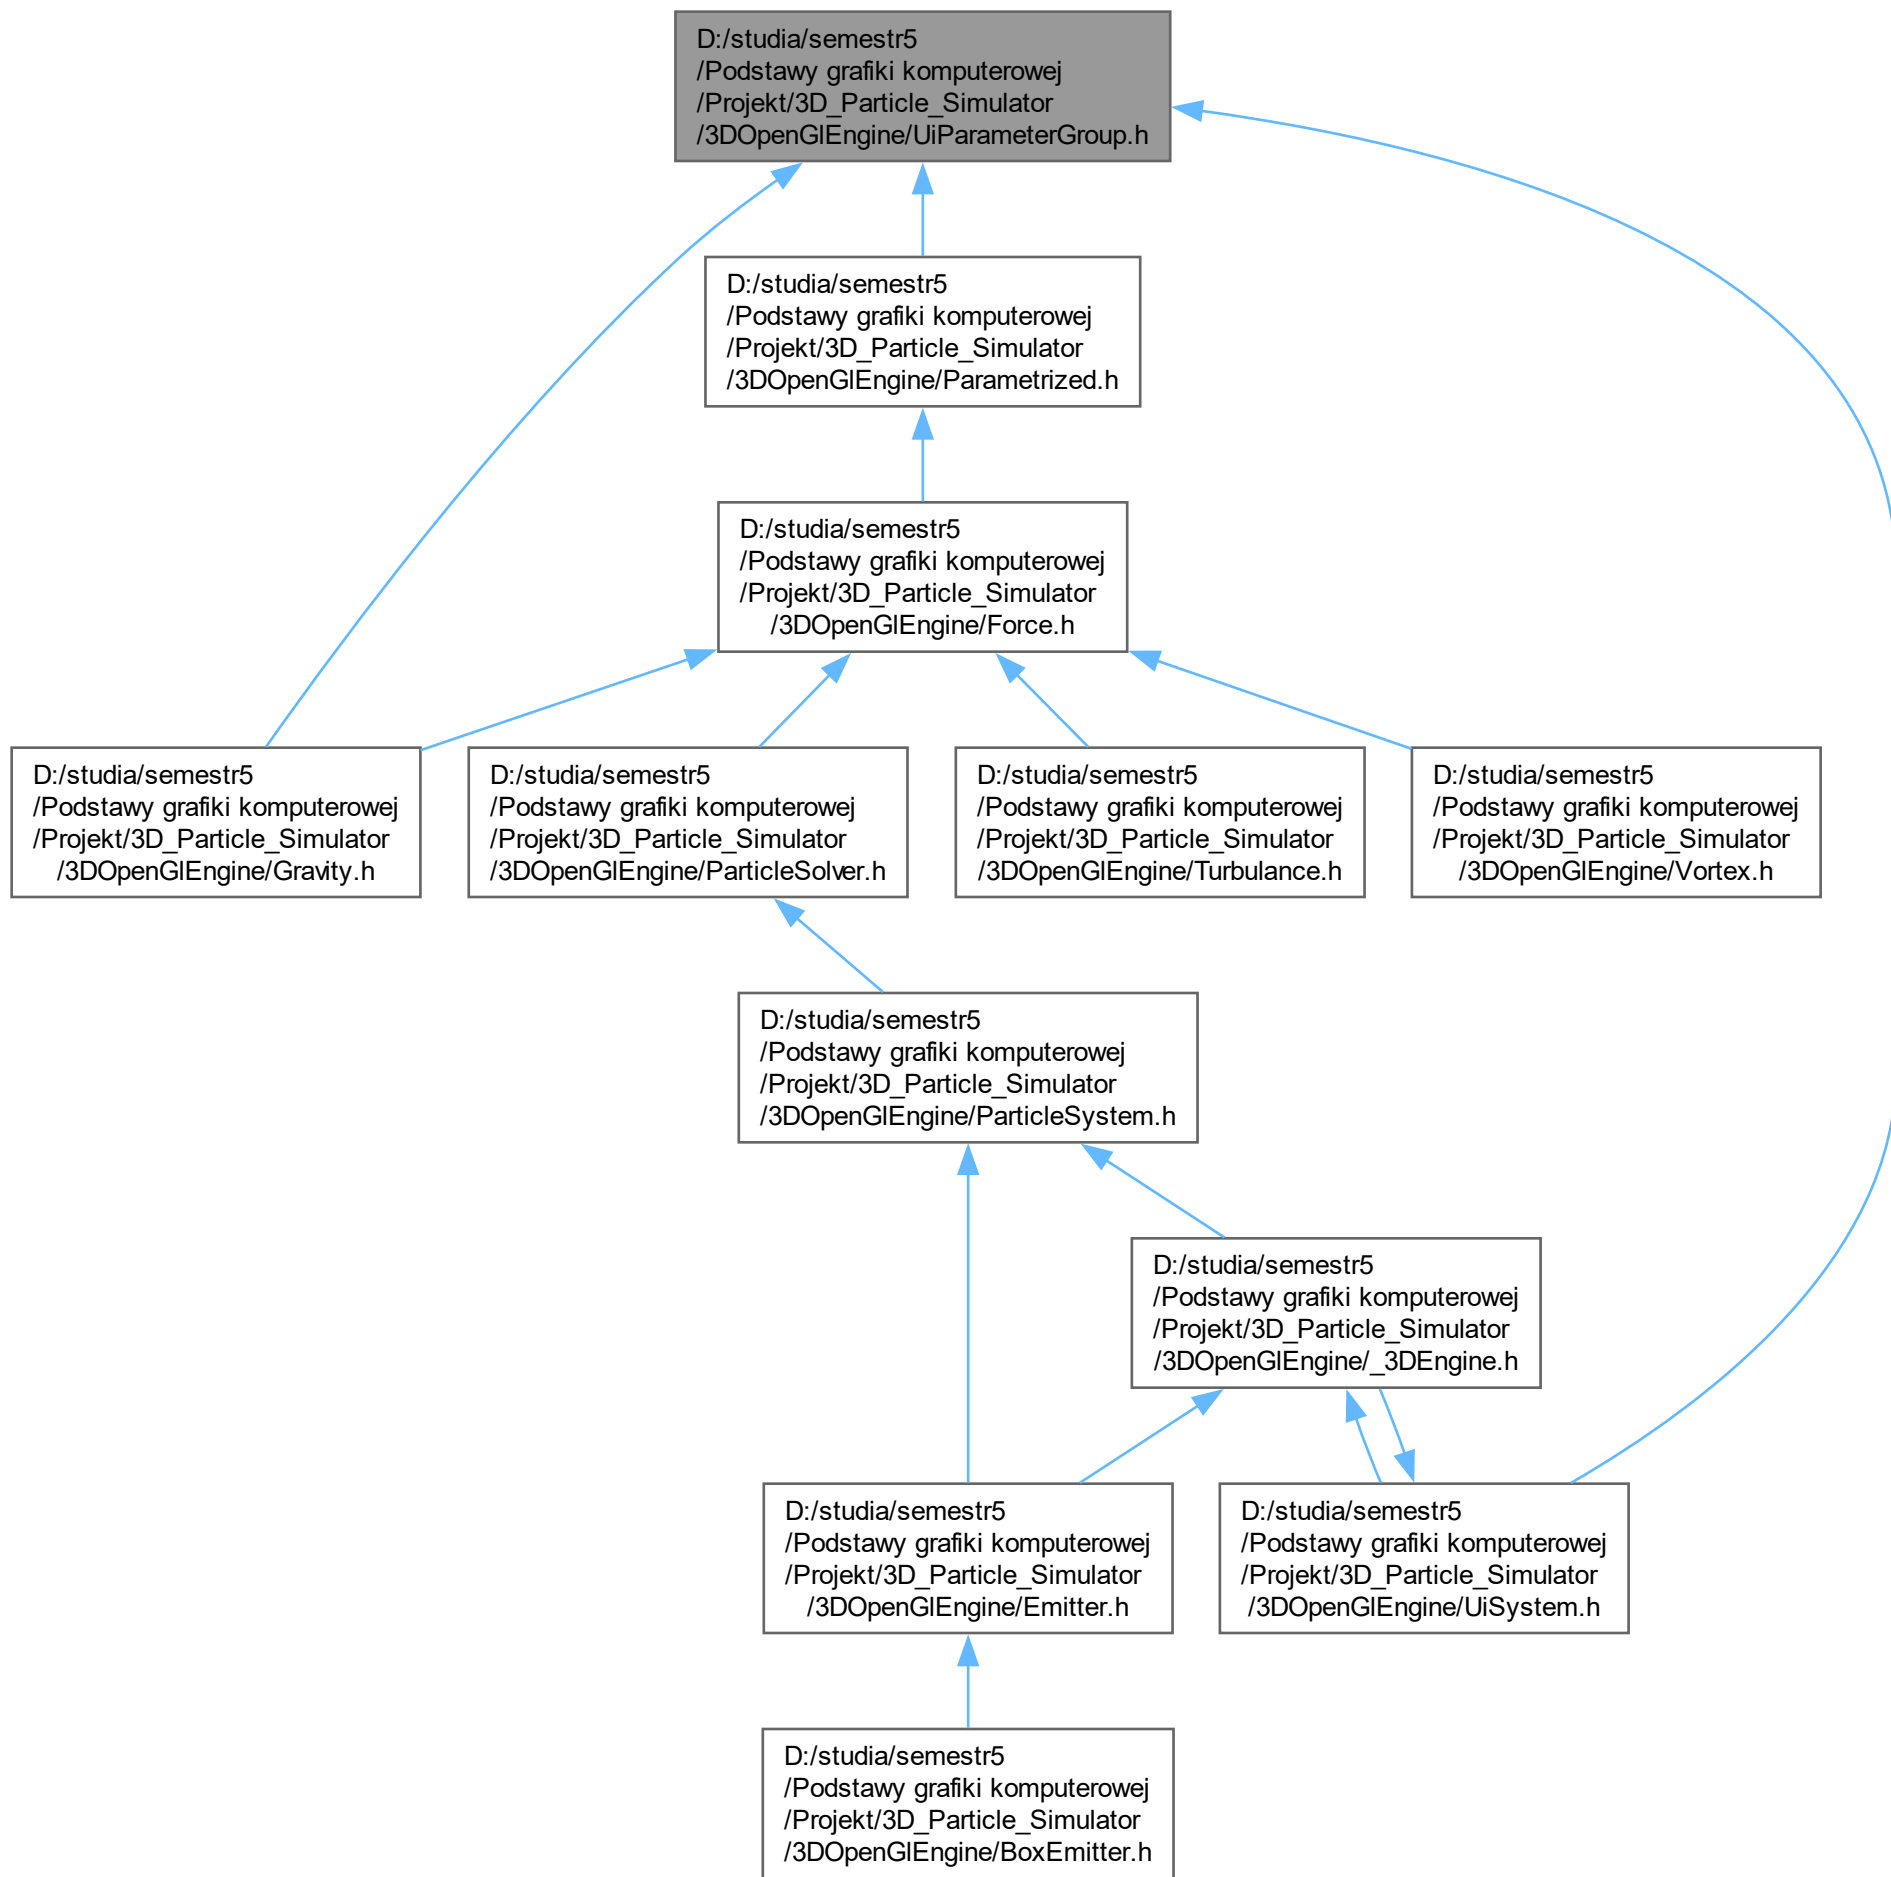 D:/studia/semestr5
/Podstawy grafiki komputerowej
/Projekt/3D_Particle_Simulator
/3DOpenGlEngine/UiParameterGroup.h
D:/studia/semestr5
/Podstawy grafiki komputerowej
/Projekt/3D_Particle_Simulator
/3DOpenGlEngine/Parametrized.h
D:/studia/semestr5
/Podstawy grafiki komputerowej
/Projekt/3D_Particle_Simulator
/3DOpenGlEngine/Force.h
D:/studia/semestr5
/Podstawy grafiki komputerowej
/Projekt/3D_Particle_Simulator
/3DOpenGlEngine/Gravity.h
D:/studia/semestr5
/Podstawy grafiki komputerowej
/Projekt/3D_Particle_Simulator
/3DOpenGlEngine/ParticleSolver.h
D:/studia/semestr5
/Podstawy grafiki komputerowej
/Projekt/3D_Particle_Simulator
/3DOpenGlEngine/Turbulance.h
D:/studia/semestr5
/Podstawy grafiki komputerowej
/Projekt/3D_Particle_Simulator
/3DOpenGlEngine/Vortex.h
D:/studia/semestr5
/Podstawy grafiki komputerowej
/Projekt/3D_Particle_Simulator
/3DOpenGlEngine/ParticleSystem.h
D:/studia/semestr5
/Podstawy grafiki komputerowej
/Projekt/3D_Particle_Simulator
/3DOpenGlEngine/_3DEngine.h
D:/studia/semestr5
/Podstawy grafiki komputerowej
/Projekt/3D_Particle_Simulator
/3DOpenGlEngine/Emitter.h
D:/studia/semestr5
/Podstawy grafiki komputerowej
/Projekt/3D_Particle_Simulator
/3DOpenGlEngine/UiSystem.h
D:/studia/semestr5
/Podstawy grafiki komputerowej
/Projekt/3D_Particle_Simulator
/3DOpenGlEngine/BoxEmitter.h